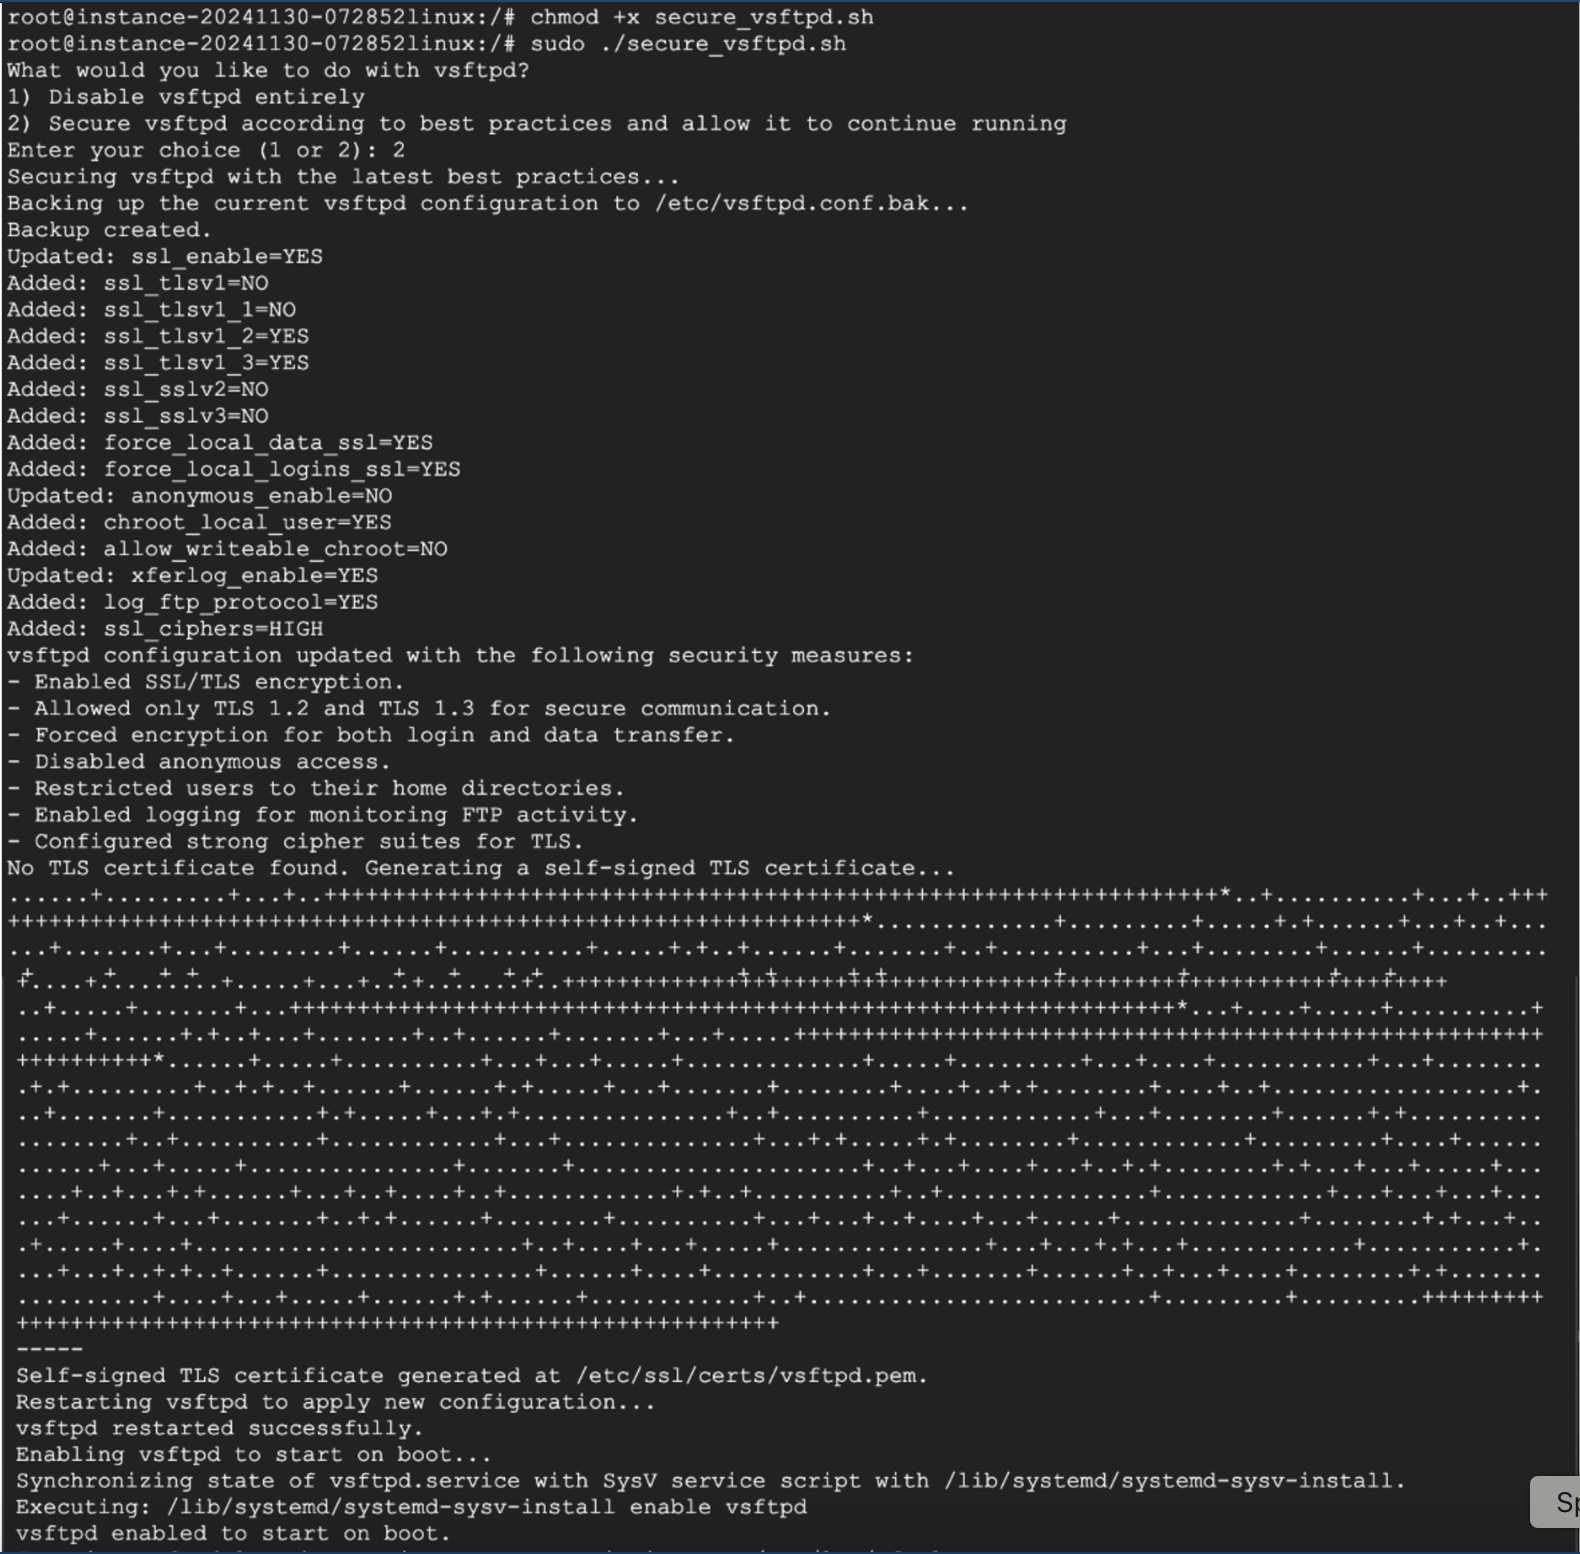 root@instance-20241130-072852linux:/# chmod +x secure_vsftpd.sh
root@instance-20241130-072852linux:/# sudo ./secure_vsftpd.sh
What would you like to do with vsftpd?
1) Disable vsftpd entirely
2) Secure vsftpd according to best practices and allow it to continue running
Enter your choice (1 or 2): 2
Securing vsftpd with the latest best practices...
Backing up the current vsftpd configuration to /etc/vsftpd.conf.bak...
Backup created.
Updated: ssl_enable=YES
Added: ssl_tlsv1=NO
Added: ssl_tlsv1_1=NO
Added: ssl_tlsv1_2=YES
Added: ssl_tlsv1_3=YES
Added: ssl_sslv2=NO
Added: ssl_sslv3=NO
Added: force_local_data_ssl=YES
Added: force_local_logins_ssl=YES
Updated: anonymous_enable=NO
Added: chroot_local_user=YES
Added: allow_writeable_chroot=NO
Updated: xferlog_enable=YES
Added: log_ftp_protocol=YES
Added: ssl_ciphers=HIGH
vsftpd configuration updated with the following security measures:
- Enabled SSL/TLS encryption.
- Allowed only TLS 1.2 and TLS 1.3 for secure communication.
- Forced encryption for both login and data transfer.
- Disabled anonymous access.
- Restricted users to their home directories.
- Enabled logging for monitoring FTP activity.
- Configured strong cipher suites for TLS.
No TLS certificate found. Generating a self-signed TLS certificate...
-----
Self-signed TLS certificate generated at /etc/ssl/certs/vsftpd.pem.
Restarting vsftpd to apply new configuration...
vsftpd restarted successfully.
Enabling vsftpd to start on boot...
Synchronizing state of vsftpd.service with SysV service script with /lib/systemd/systemd-sysv-install.
Executing: /lib/systemd/systemd-sysv-install enable vsftpd
vsftpd enabled to start on boot.